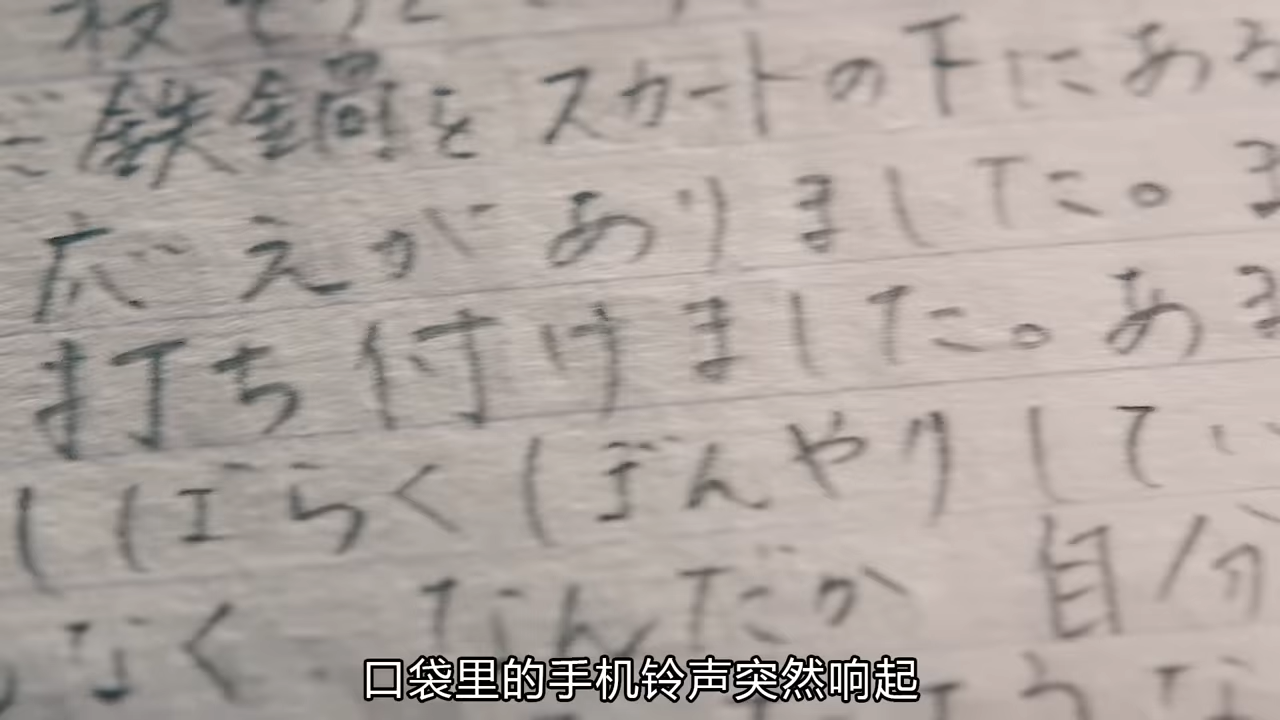 鉄鍋をスカートの下にある
応えがありました。ま
打ち付けました。ある
しばらくぼんやりしてい
なく、なんだか 自分
口袋里的手机铃声突然响起